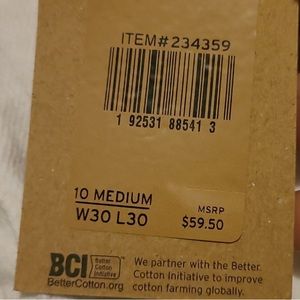 ITEM#234359
1 92531 88541 3
10 MEDIUM
W30 L30
MSRP
$59.50
BCI Better Cotton Initiative
BetterCotton.org
We partner with the Better
Cotton Initiative to improve
cotton farming globally.